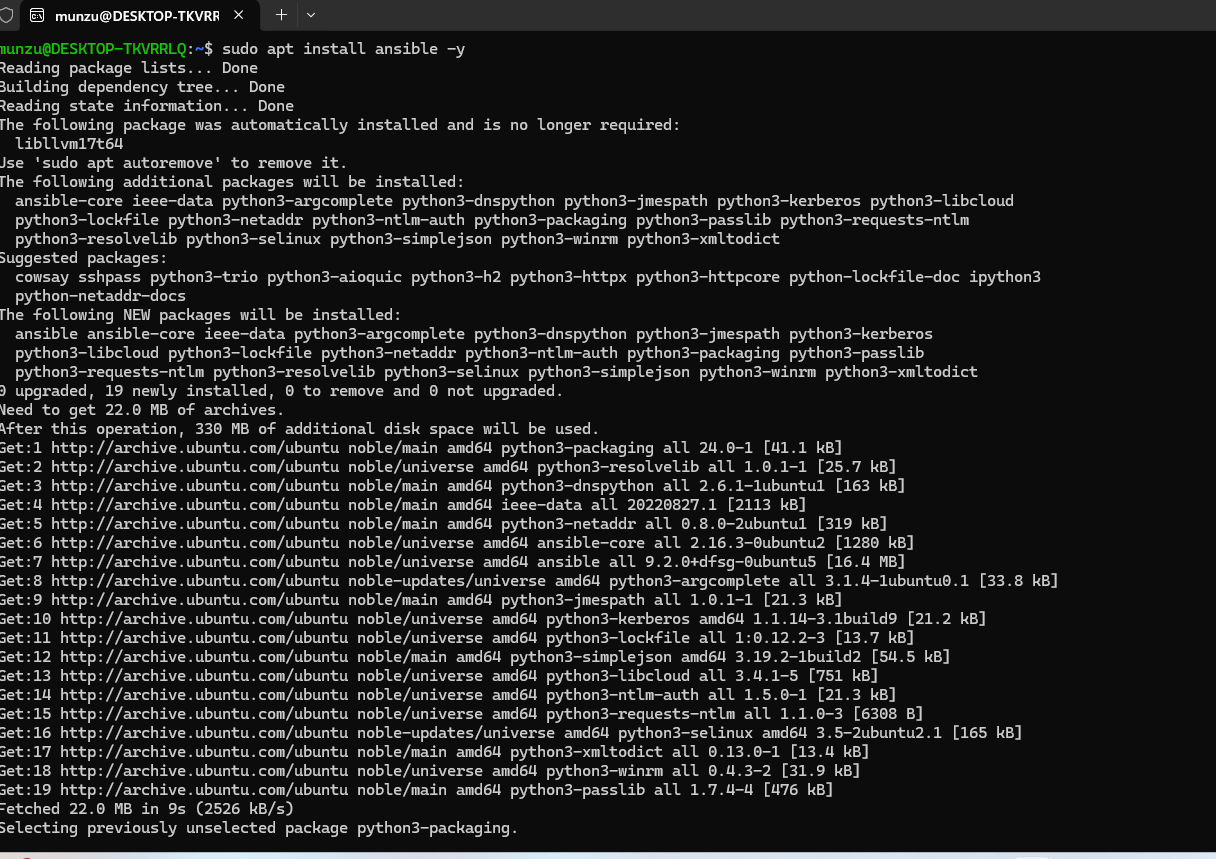 munzu@DESKTOP-TKVRR
munzu@DESKTOP-TKVRRLQ:~$ sudo apt install ansible -y
Reading package lists... Done
Building dependency tree... Done
Reading state information... Done
The following package was automatically installed and is no longer required:
  libllvm17t64
Use 'sudo apt autoremove' to remove it.
The following additional packages will be installed:
  ansible-core ieee-data python3-argcomplete python3-dnspython python3-jmespath python3-kerberos python3-libcloud
  python3-lockfile python3-netaddr python3-ntlm-auth python3-packaging python3-passlib python3-requests-ntlm
  python3-resolvelib python3-selinux python3-simplejson python3-winrm python3-xmltodict
Suggested packages:
  cowsay sshpass python3-trio python3-aioquic python3-h2 python3-httpx python3-httpcore python-lockfile-doc ipython3
  python-netaddr-docs
The following NEW packages will be installed:
  ansible ansible-core ieee-data python3-argcomplete python3-dnspython python3-jmespath python3-kerberos
  python3-libcloud python3-lockfile python3-netaddr python3-ntlm-auth python3-packaging python3-passlib
  python3-requests-ntlm python3-resolvelib python3-selinux python3-simplejson python3-winrm python3-xmltodict
0 upgraded, 19 newly installed, 0 to remove and 0 not upgraded.
Need to get 22.0 MB of archives.
After this operation, 330 MB of additional disk space will be used.
Get:1 http://archive.ubuntu.com/ubuntu noble/main amd64 python3-packaging all 24.0-1 [41.1 kB]
Get:2 http://archive.ubuntu.com/ubuntu noble/universe amd64 python3-resolvelib all 1.0.1-1 [25.7 kB]
Get:3 http://archive.ubuntu.com/ubuntu noble/main amd64 python3-dnspython all 2.6.1-1ubuntu1 [163 kB]
Get:4 http://archive.ubuntu.com/ubuntu noble/main amd64 ieee-data all 20220827.1 [2113 kB]
Get:5 http://archive.ubuntu.com/ubuntu noble/main amd64 python3-netaddr all 0.8.0-2ubuntu1 [319 kB]
Get:6 http://archive.ubuntu.com/ubuntu noble/universe amd64 ansible-core all 2.16.3-0ubuntu2 [1280 kB]
Get:7 http://archive.ubuntu.com/ubuntu noble/universe amd64 ansible all 9.2.0+dfsg-0ubuntu5 [16.4 MB]
Get:8 http://archive.ubuntu.com/ubuntu noble-updates/universe amd64 python3-argcomplete all 3.1.4-1ubuntu0.1 [33.8 kB]
Get:9 http://archive.ubuntu.com/ubuntu noble/main amd64 python3-jmespath all 1.0.1-1 [21.3 kB]
Get:10 http://archive.ubuntu.com/ubuntu noble/universe amd64 python3-kerberos amd64 1.1.14-3.1build9 [21.2 kB]
Get:11 http://archive.ubuntu.com/ubuntu noble/universe amd64 python3-lockfile all 1:0.12.2-3 [13.7 kB]
Get:12 http://archive.ubuntu.com/ubuntu noble/main amd64 python3-simplejson amd64 3.19.2-1build2 [54.5 kB]
Get:13 http://archive.ubuntu.com/ubuntu noble/universe amd64 python3-libcloud all 3.4.1-5 [751 kB]
Get:14 http://archive.ubuntu.com/ubuntu noble/universe amd64 python3-ntlm-auth all 1.5.0-1 [21.3 kB]
Get:15 http://archive.ubuntu.com/ubuntu noble/universe amd64 python3-requests-ntlm all 1.1.0-3 [6308 B]
Get:16 http://archive.ubuntu.com/ubuntu noble-updates/universe amd64 python3-selinux amd64 3.5-2ubuntu2.1 [165 kB]
Get:17 http://archive.ubuntu.com/ubuntu noble/main amd64 python3-xmltodict all 0.13.0-1 [13.4 kB]
Get:18 http://archive.ubuntu.com/ubuntu noble/universe amd64 python3-winrm all 0.4.3-2 [31.9 kB]
Get:19 http://archive.ubuntu.com/ubuntu noble/main amd64 python3-passlib all 1.7.4-4 [476 kB]
Fetched 22.0 MB in 9s (2526 kB/s)
Selecting previously unselected package python3-packaging.